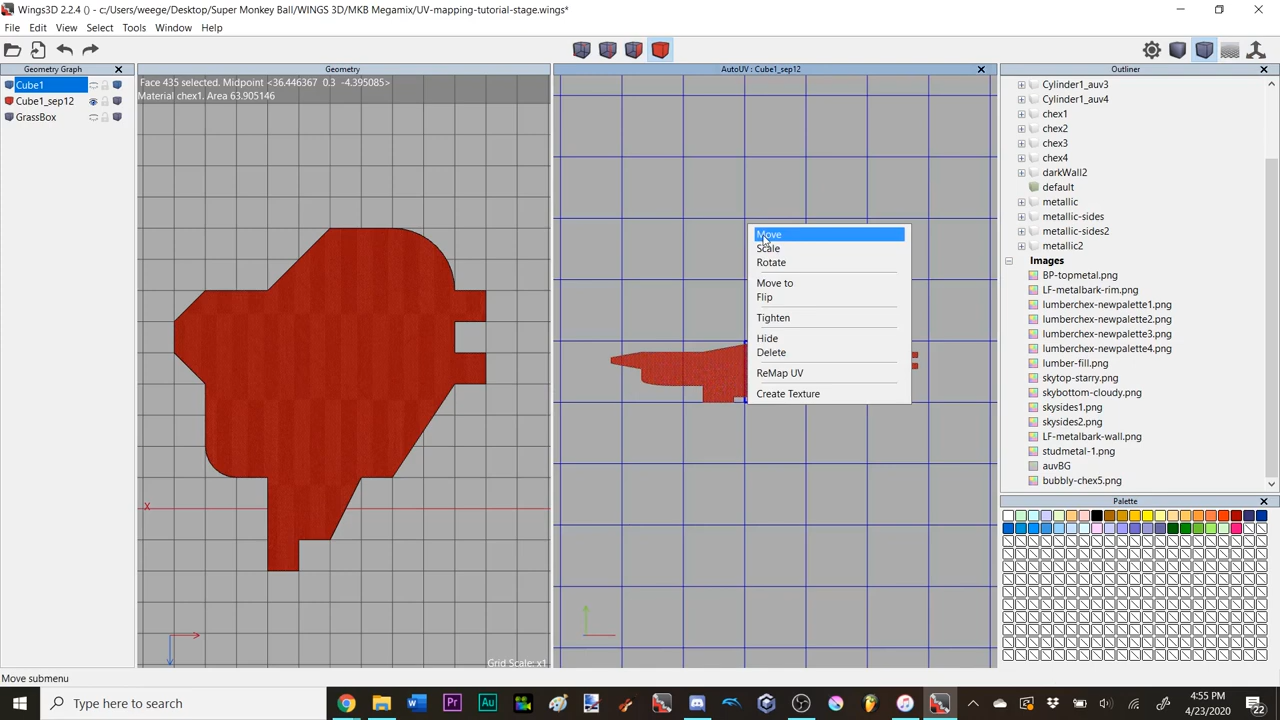 Wings3D 2.2.4 () - c:/Users/weege/Desktop/Super Monkey Ball/WINGS 3D/MKB Megamix/UV-mapping-tutorial-stage.wings*
File Edit View Select Tools Window Help
Geometry Graph
Cube1
Cube1_sep12
GrassBox
Geometry
Face 435 selected. Midpoint <36.446367 0.3 -4.395085>
Material chex1. Area 63.905146
X
Grid Scale: x1
AutoUV : Cube1_sep12
Move
Scale
Rotate
Move to
Flip
Tighten
Hide
Delete
ReMap UV
Create Texture
Outliner
Cylinder1_auv3
Cylinder1_auv4
chex1
chex2
chex3
chex4
darkWall2
default
metallic
metallic-sides
metallic-sides2
metallic2
Images
BP-topmetal.png
LF-metalbark-rim.png
lumberchex-newpalette1.png
lumberchex-newpalette2.png
lumberchex-newpalette3.png
lumberchex-newpalette4.png
lumber-fill.png
skytop-starry.png
skybottom-cloudy.png
skysides1.png
skysides2.png
LF-metalbark-wall.png
studmetal-1.png
auvBG
bubbly-chex5.png
Palette
Move submenu
Type here to search
4:55 PM
4/23/2020
22